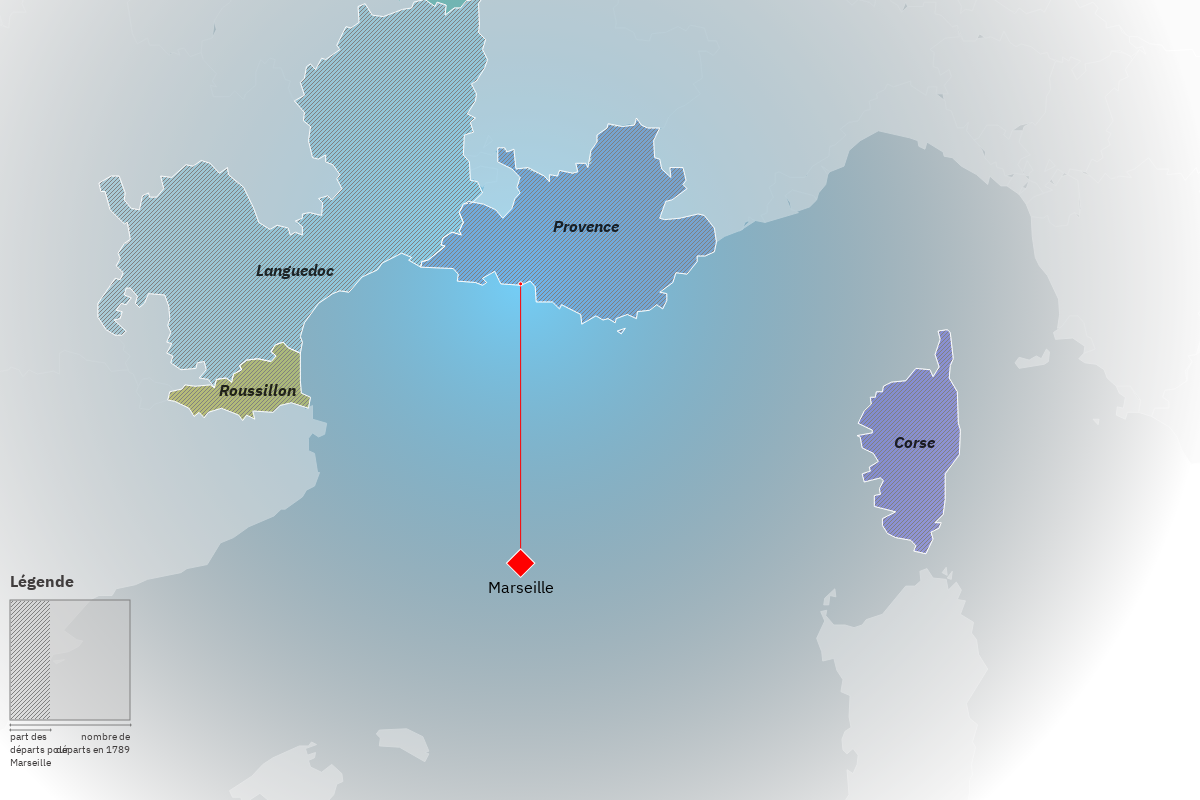 Provence
Languedoc
Roussillon
Corse
Marseille
Légende
part des
départs pour
Marseille
nombre de
départs en 1789